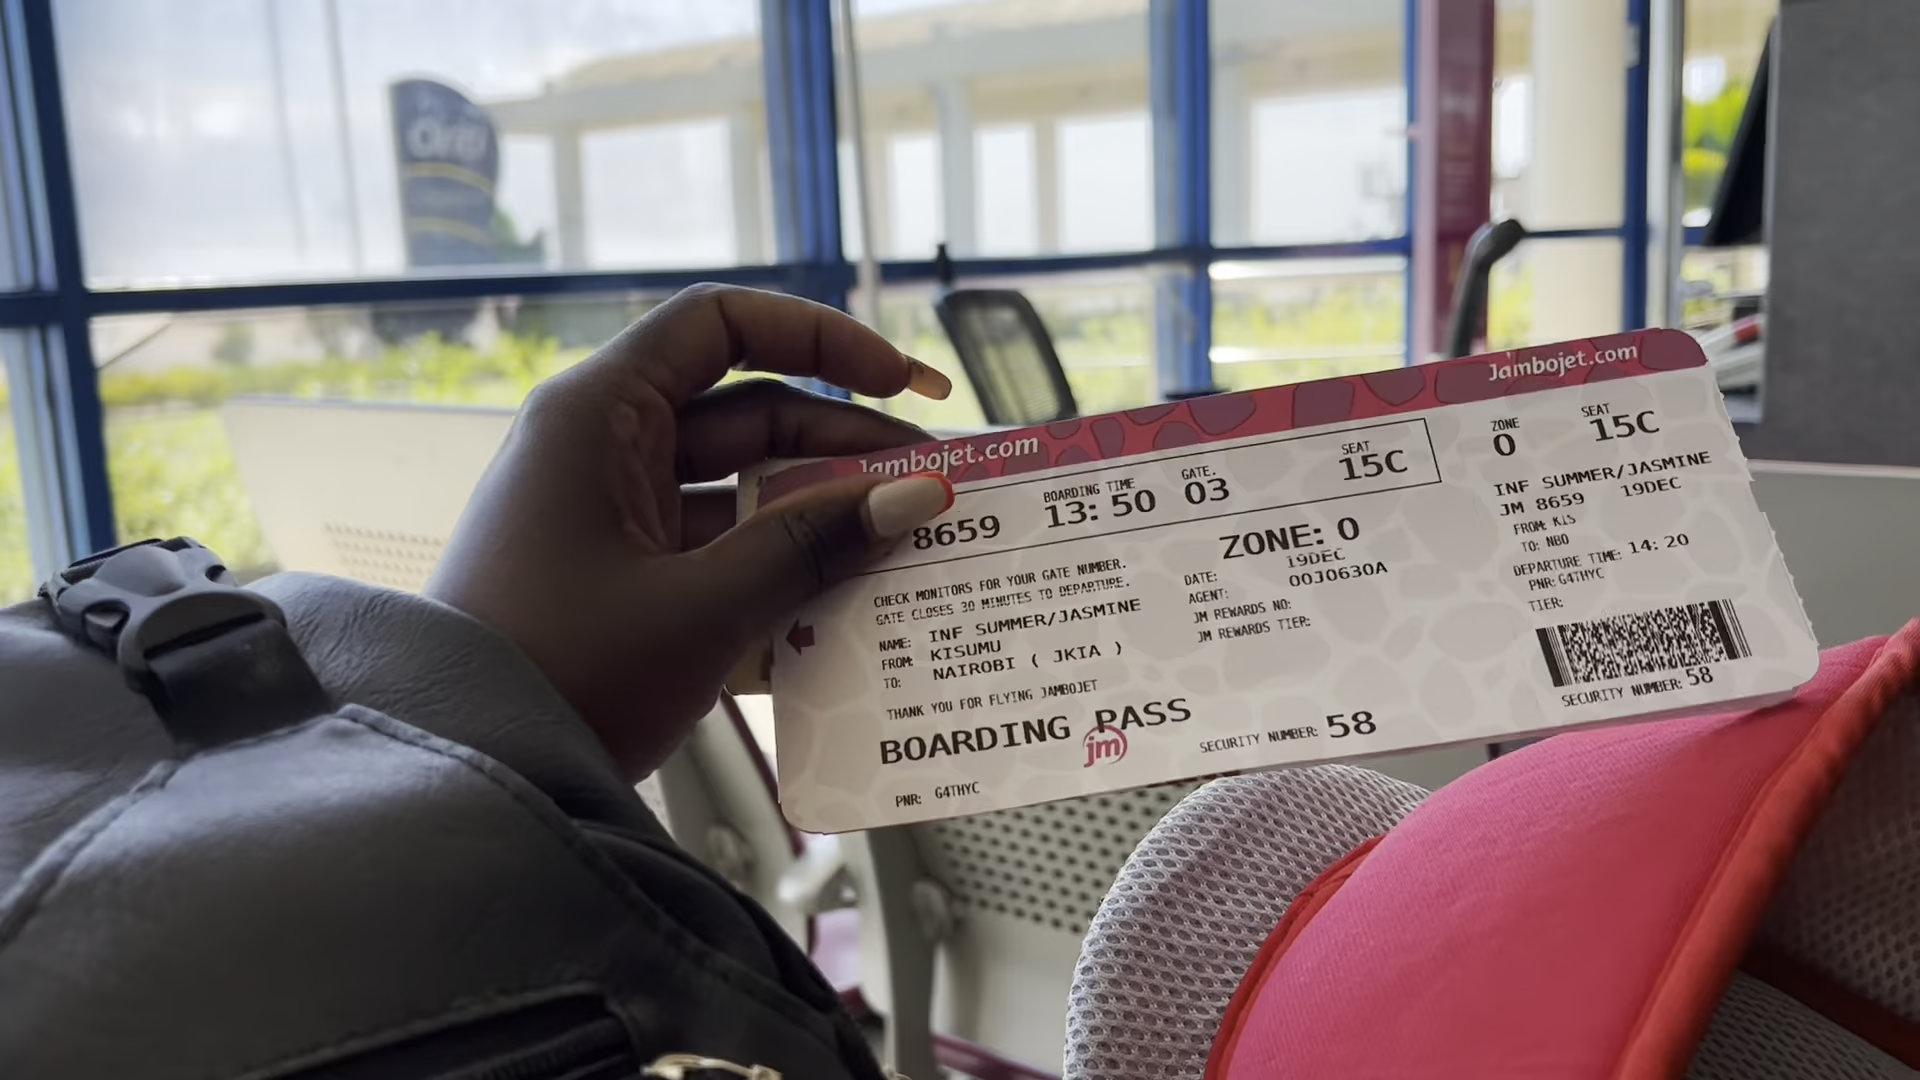 Oryx
Jambojet.com
BOARDING TIME GATE. SEAT
8659 13: 50 03 15C
CHECK MONITORS FOR YOUR GATE NUMBER.
GATE CLOSES 30 MINUTES TO DEPARTURE.
NAME: INF SUMMER/JASMINE
FROM: KISUMU
TO: NAIROBI ( JKIA )
THANK YOU FOR FLYING JAMBOJET
BOARDING PASS
jm
PNR: G4THYC
ZONE: 0
DATE: 19DEC
AGENT: 00J0630A
JM REWARDS NO:
JM REWARDS TIER:
SECURITY NUMBER: 58
Jambojet.com
ZONE SEAT
0 15C
INF SUMMER/JASMINE
JM 8659 19DEC
FROM: KIS
TO: NBO
DEPARTURE TIME: 14: 20
PNR: G4THYC
TIER:
SECURITY NUMBER: 58